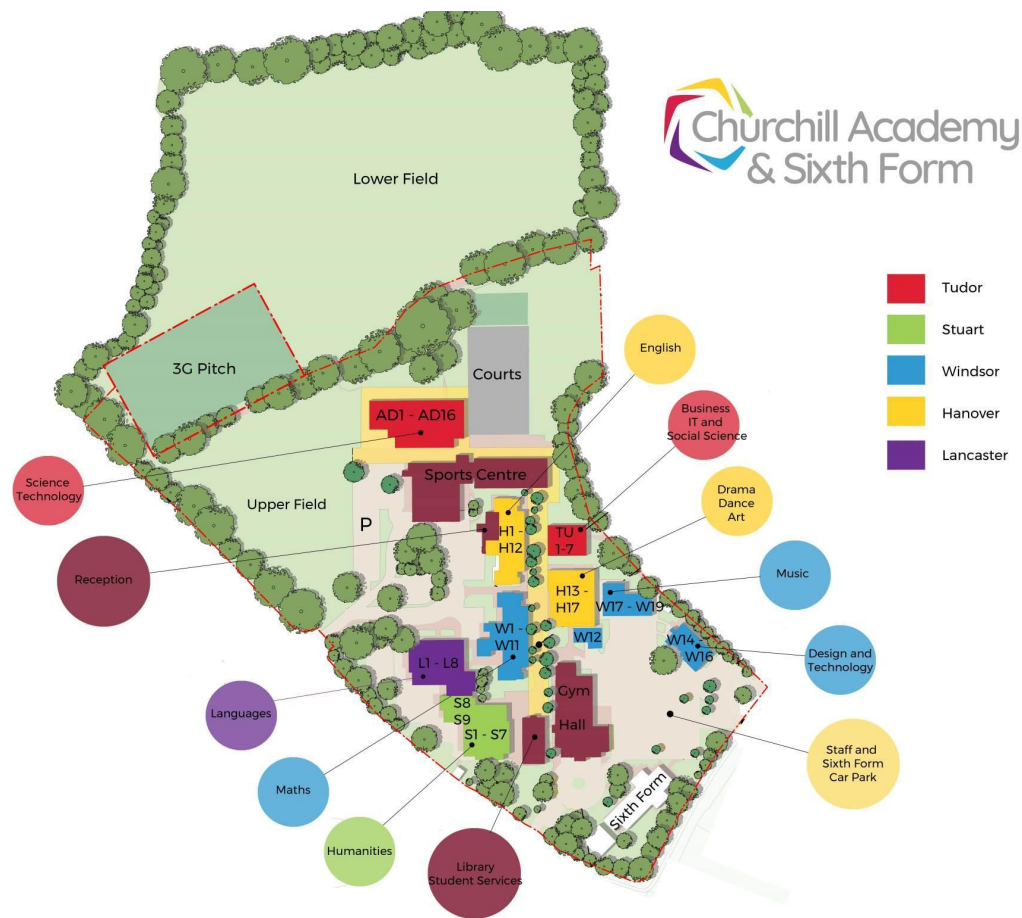 Churchill Academy
& Sixth Form
Lower Field
3G Pitch
Courts
English
Tudor
Stuart
Windsor
Hanover
Lancaster
AD1 - AD16
Business
IT and
Social Science
Science
Technology
Sports Centre
Upper Field
P
H1 -
H12
TU
1-7
Drama
Dance
Art
Reception
H13 -
H17
W17 - W19
Music
W1 -
W11
W12
W14 -
W16
Design and
Technology
L1 - L8
Languages
S8
S9
S1 - S7
Gym
Hall
Staff and
Sixth Form
Car Park
Maths
Sixth Form
Humanities
Library
Student Services